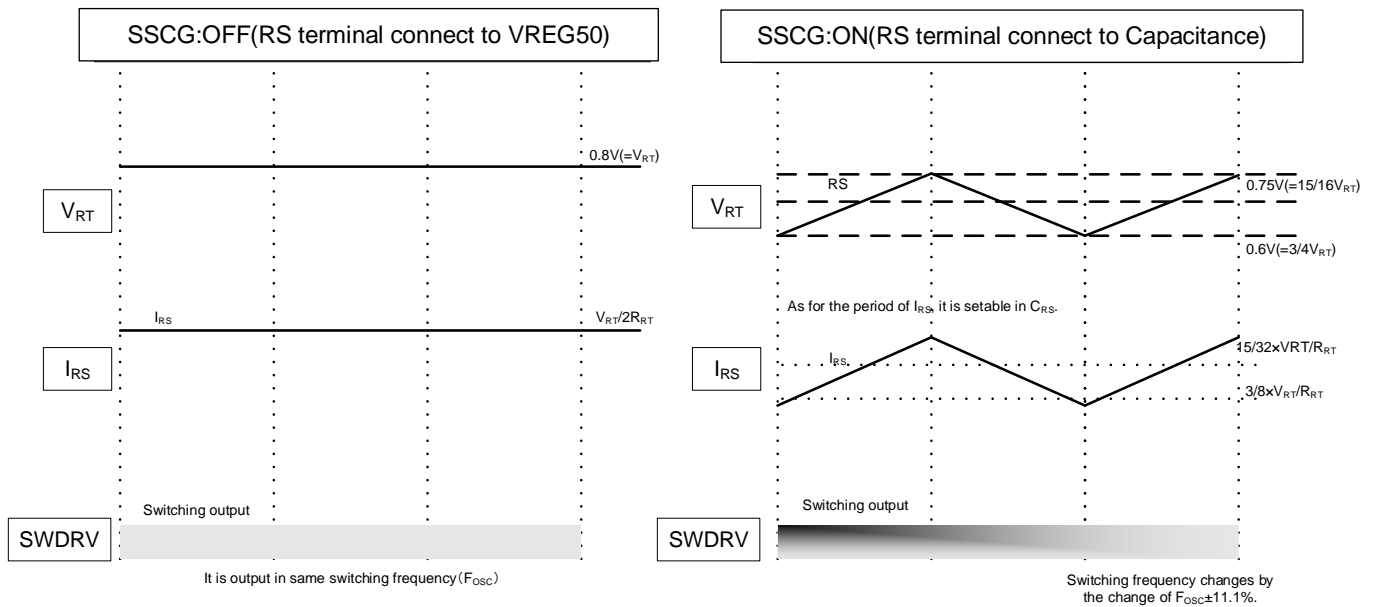 SSCG:OFF(RS terminal connect to VREG50)
0.8V(=VRT)
VRT
IRS
VRT/2RRT
IRS
Switching output
SWDRV
It is output in same switching frequency(FOSC)
SSCG:ON(RS terminal connect to Capacitance)
RS
0.75V(=15/16VRT)
VRT
0.6V(=3/4VRT)
As for the period of IRS, it is setable in CRS.
IRS
15/32×VRT/RRT
IRS
3/8×VRT/RRT
Switching output
SWDRV
Switching frequency changes by
the change of FOSC±11.1%.